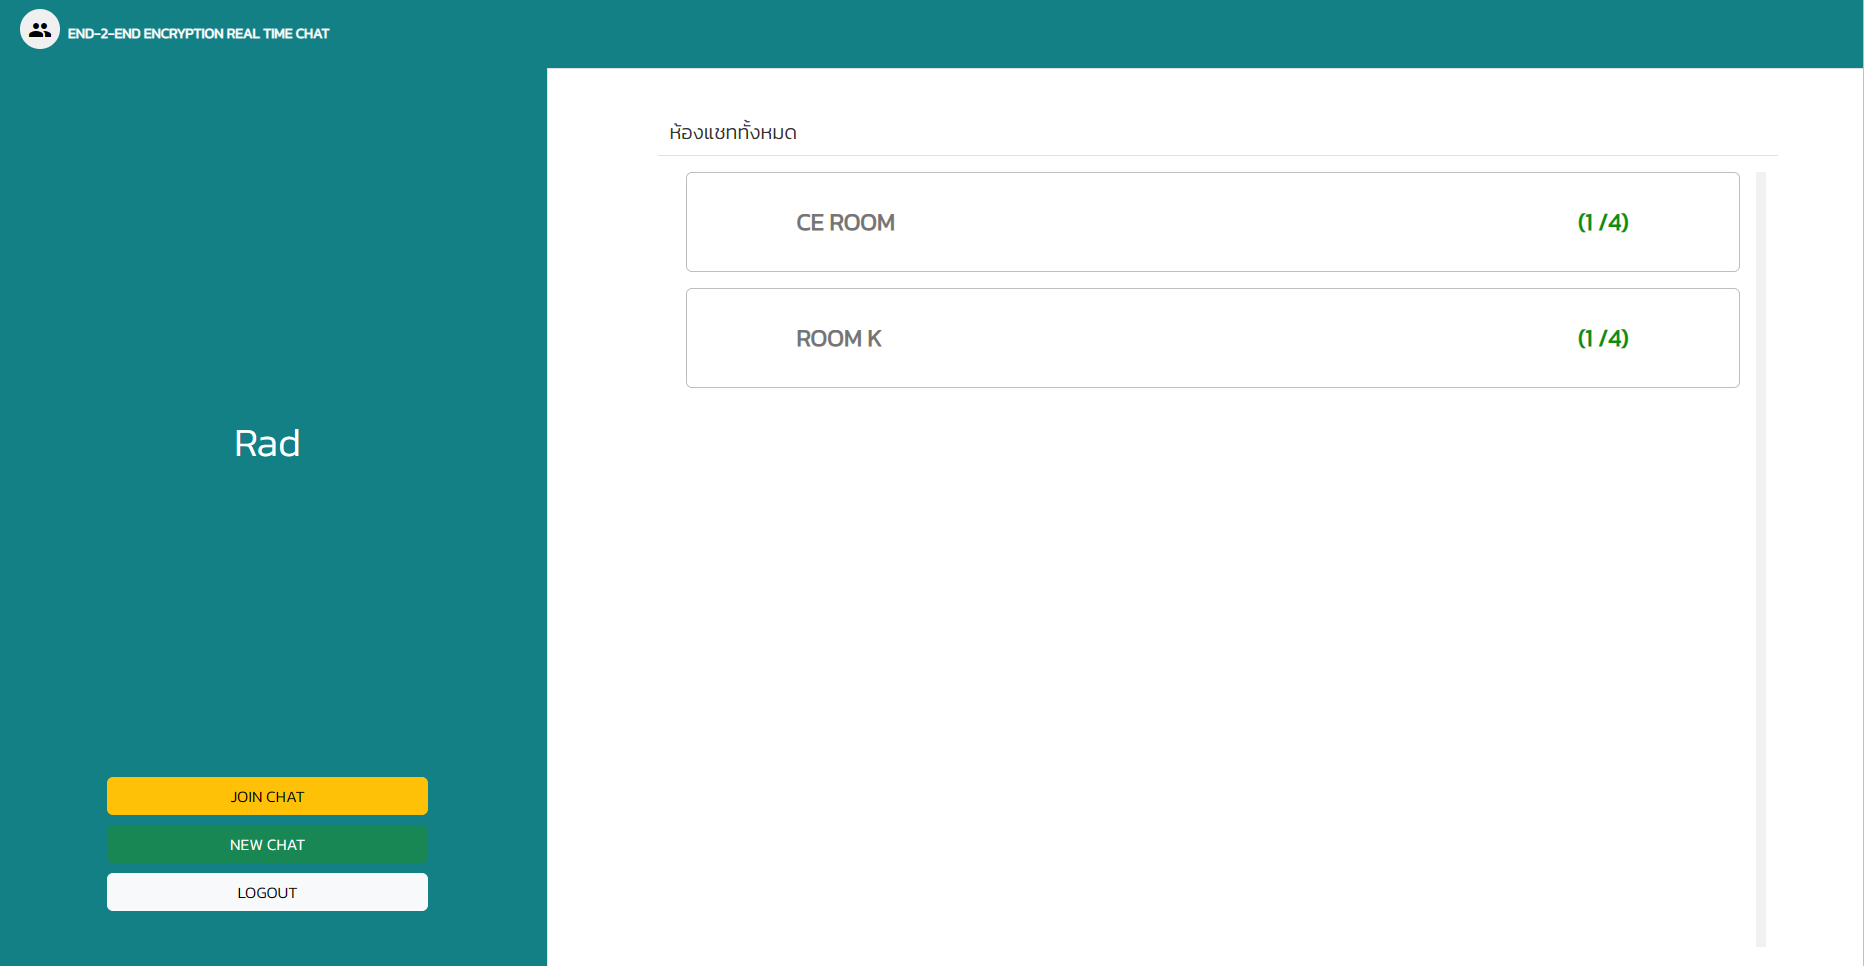 END-2-END ENCRYPTION REAL TIME CHAT
ห้องแชททั้งหมด
CE ROOM (1 /4)
ROOM K (1 /4)
Rad
JOIN CHAT
NEW CHAT
LOGOUT